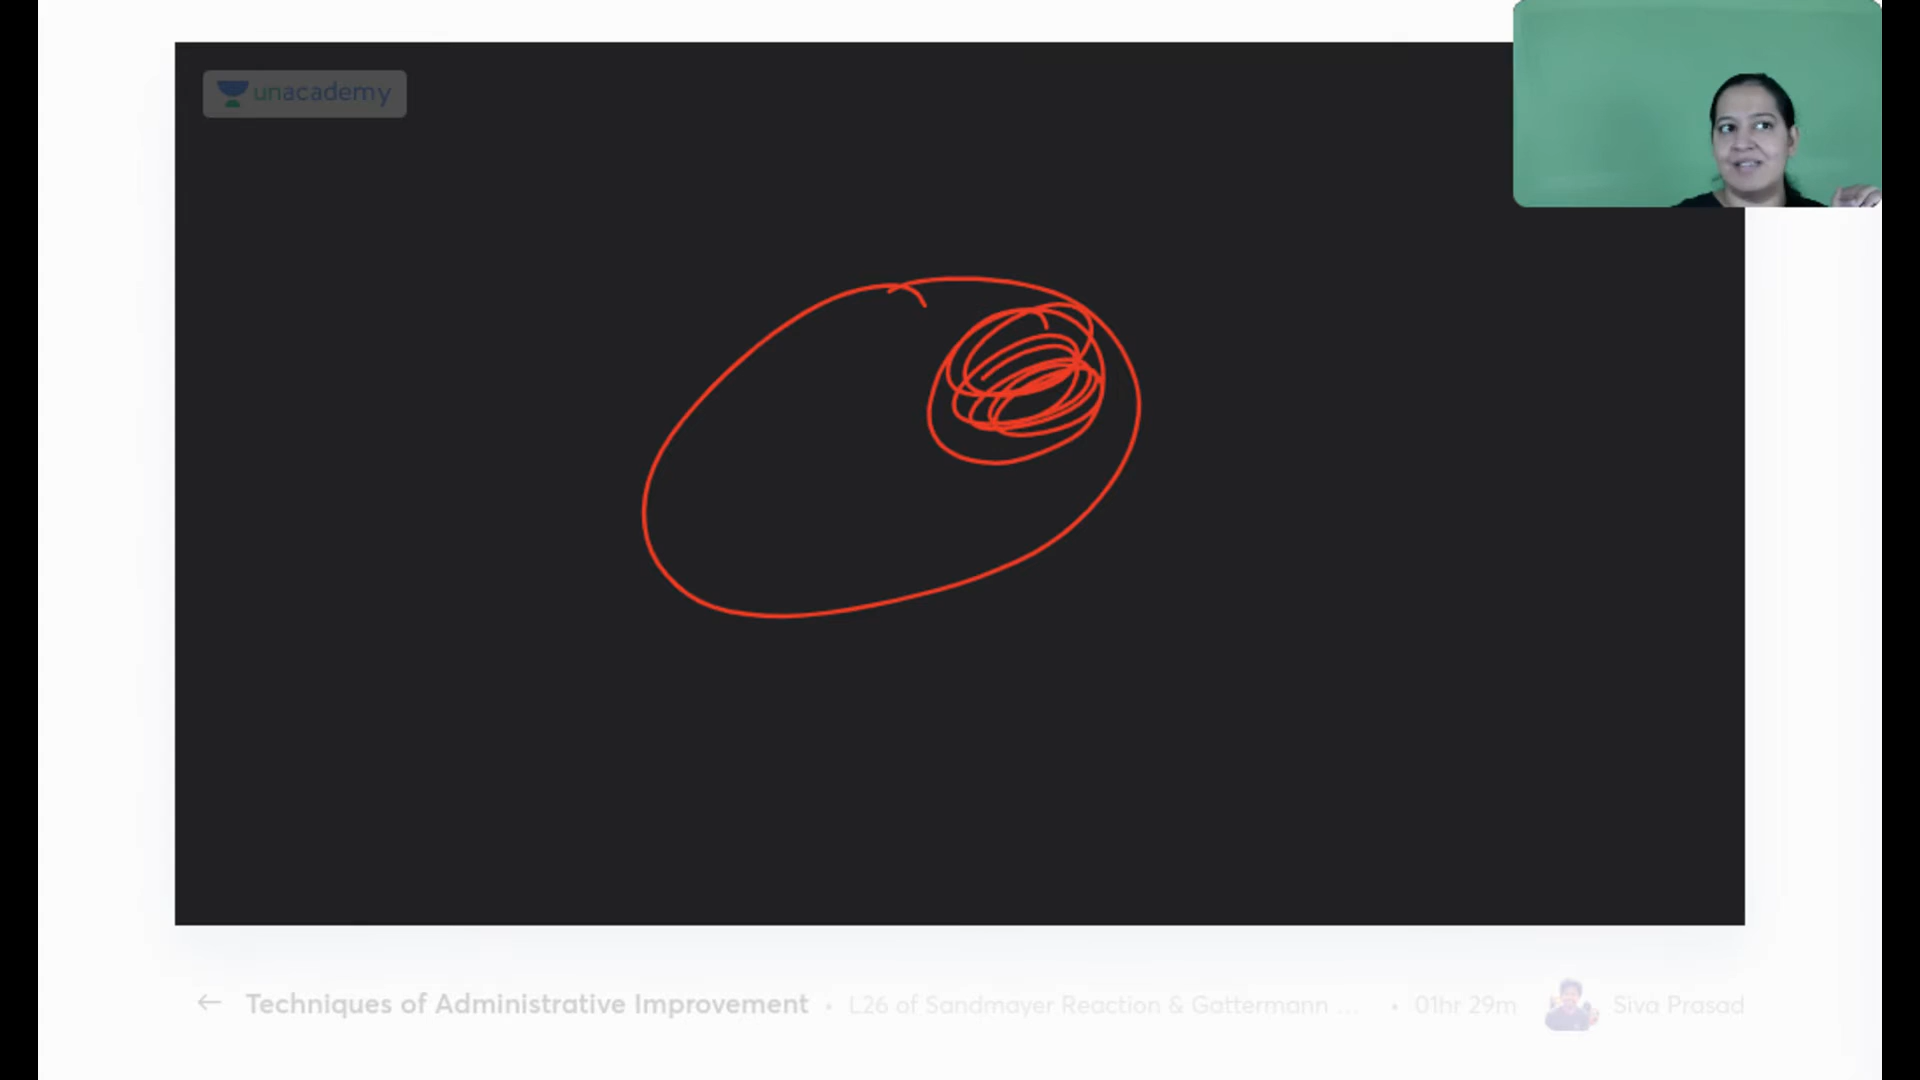 unacademy
Techniques of Administrative Improvement • L26 of Sandmayer Reaction & Gattermann ... • 01hr 29m Siva Prasad